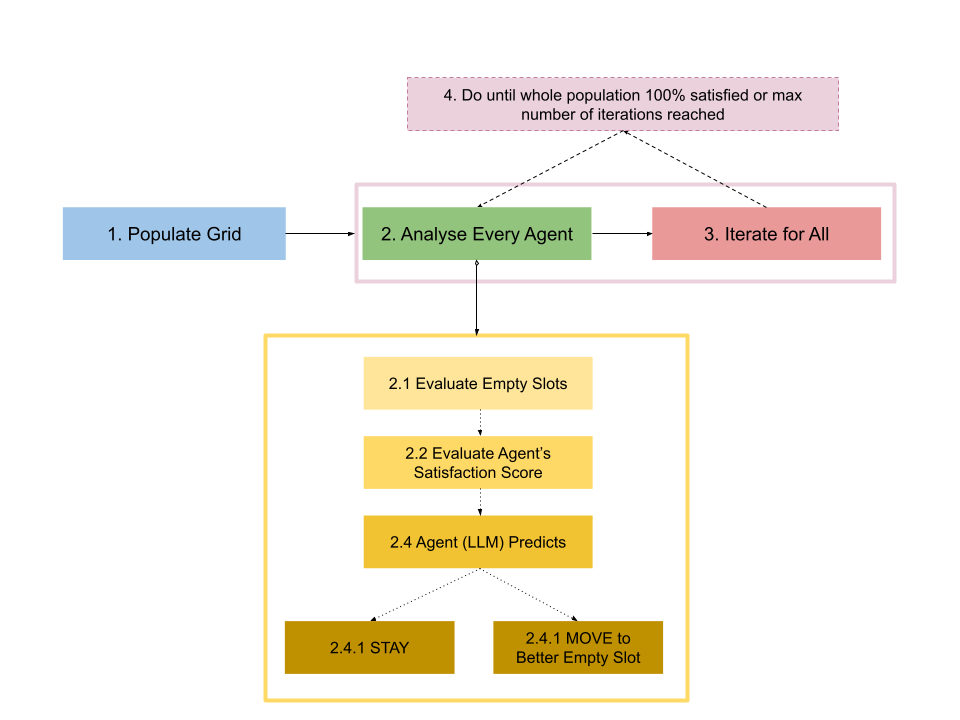 4. Do until whole population 100% satisfied or max
number of iterations reached
1. Populate Grid
2. Analyse Every Agent
3. Iterate for All
2.1 Evaluate Empty Slots
2.2 Evaluate Agent’s
Satisfaction Score
2.4 Agent (LLM) Predicts
2.4.1 STAY
2.4.1 MOVE to
Better Empty Slot